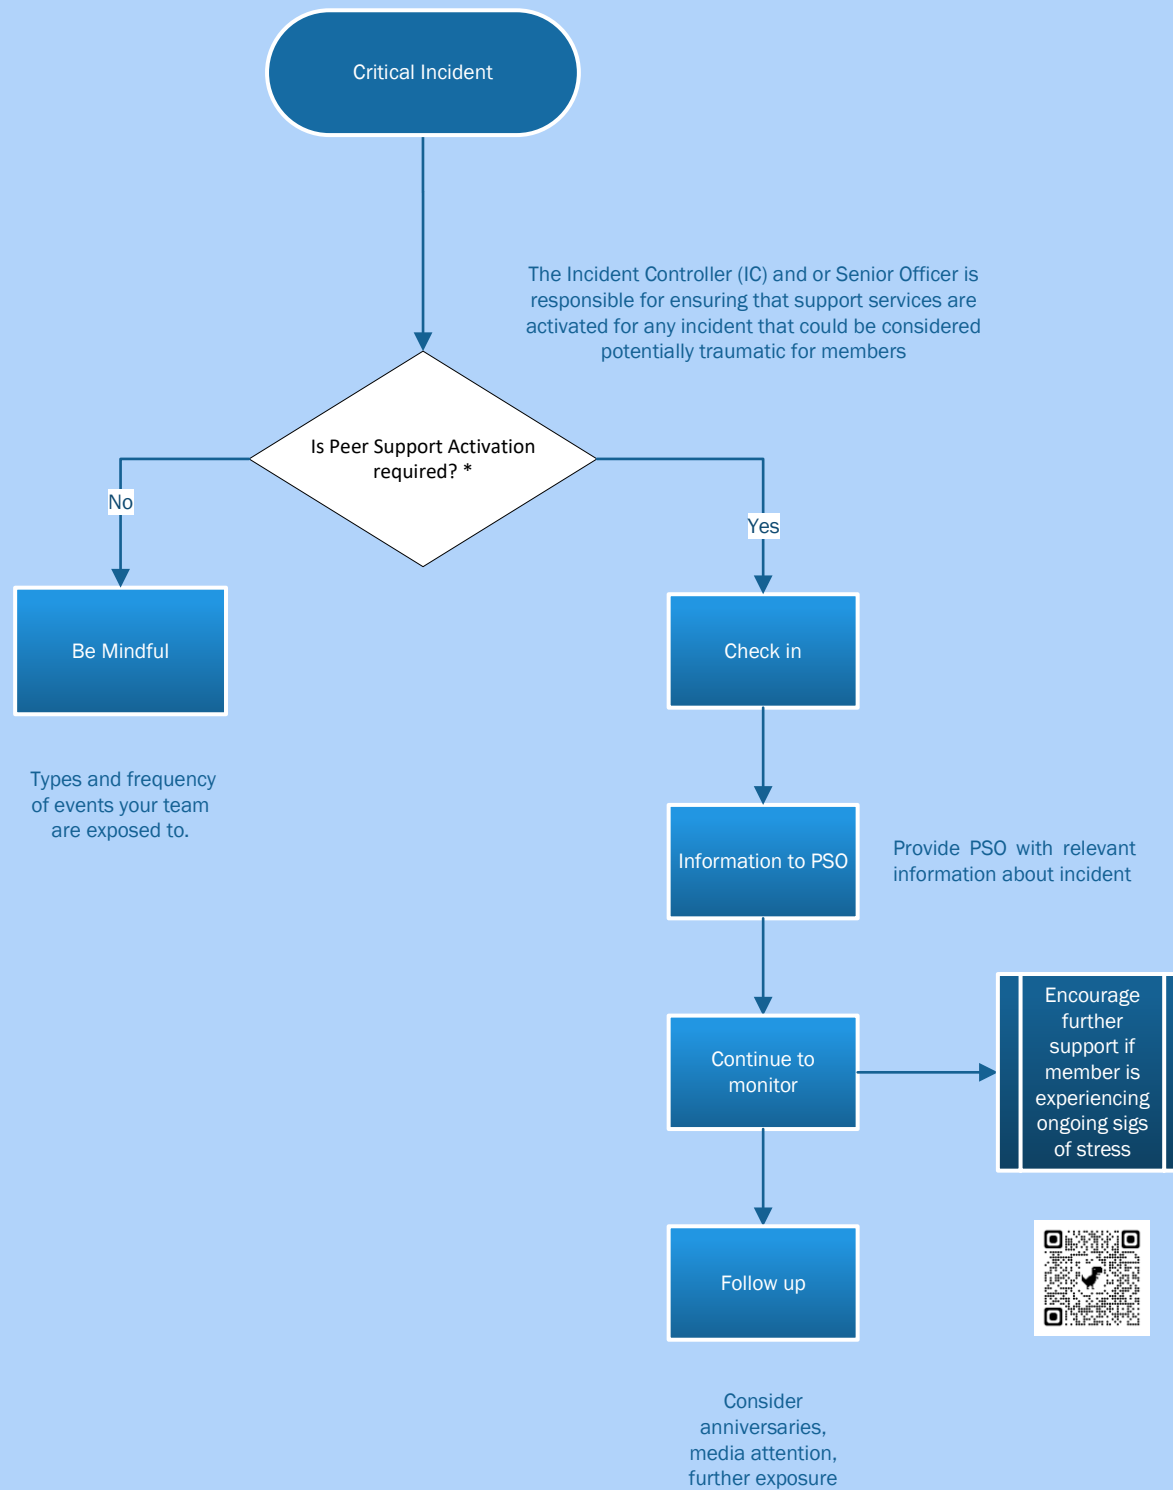 Critical Incident
The Incident Controller (IC) and or Senior Officer is
responsible for ensuring that support services are
activated for any incident that could be considered
potentially traumatic for members
Is Peer Support Activation
required? *
No
Yes
Be Mindful
Check in
Types and frequency
of events your team
are exposed to.
Information to PSO
Provide PSO with relevant
information about incident
Continue to
monitor
Encourage
further
support if
member is
experiencing
ongoing sigs
of stress
Follow up
Consider
anniversaries,
media attention,
further exposure